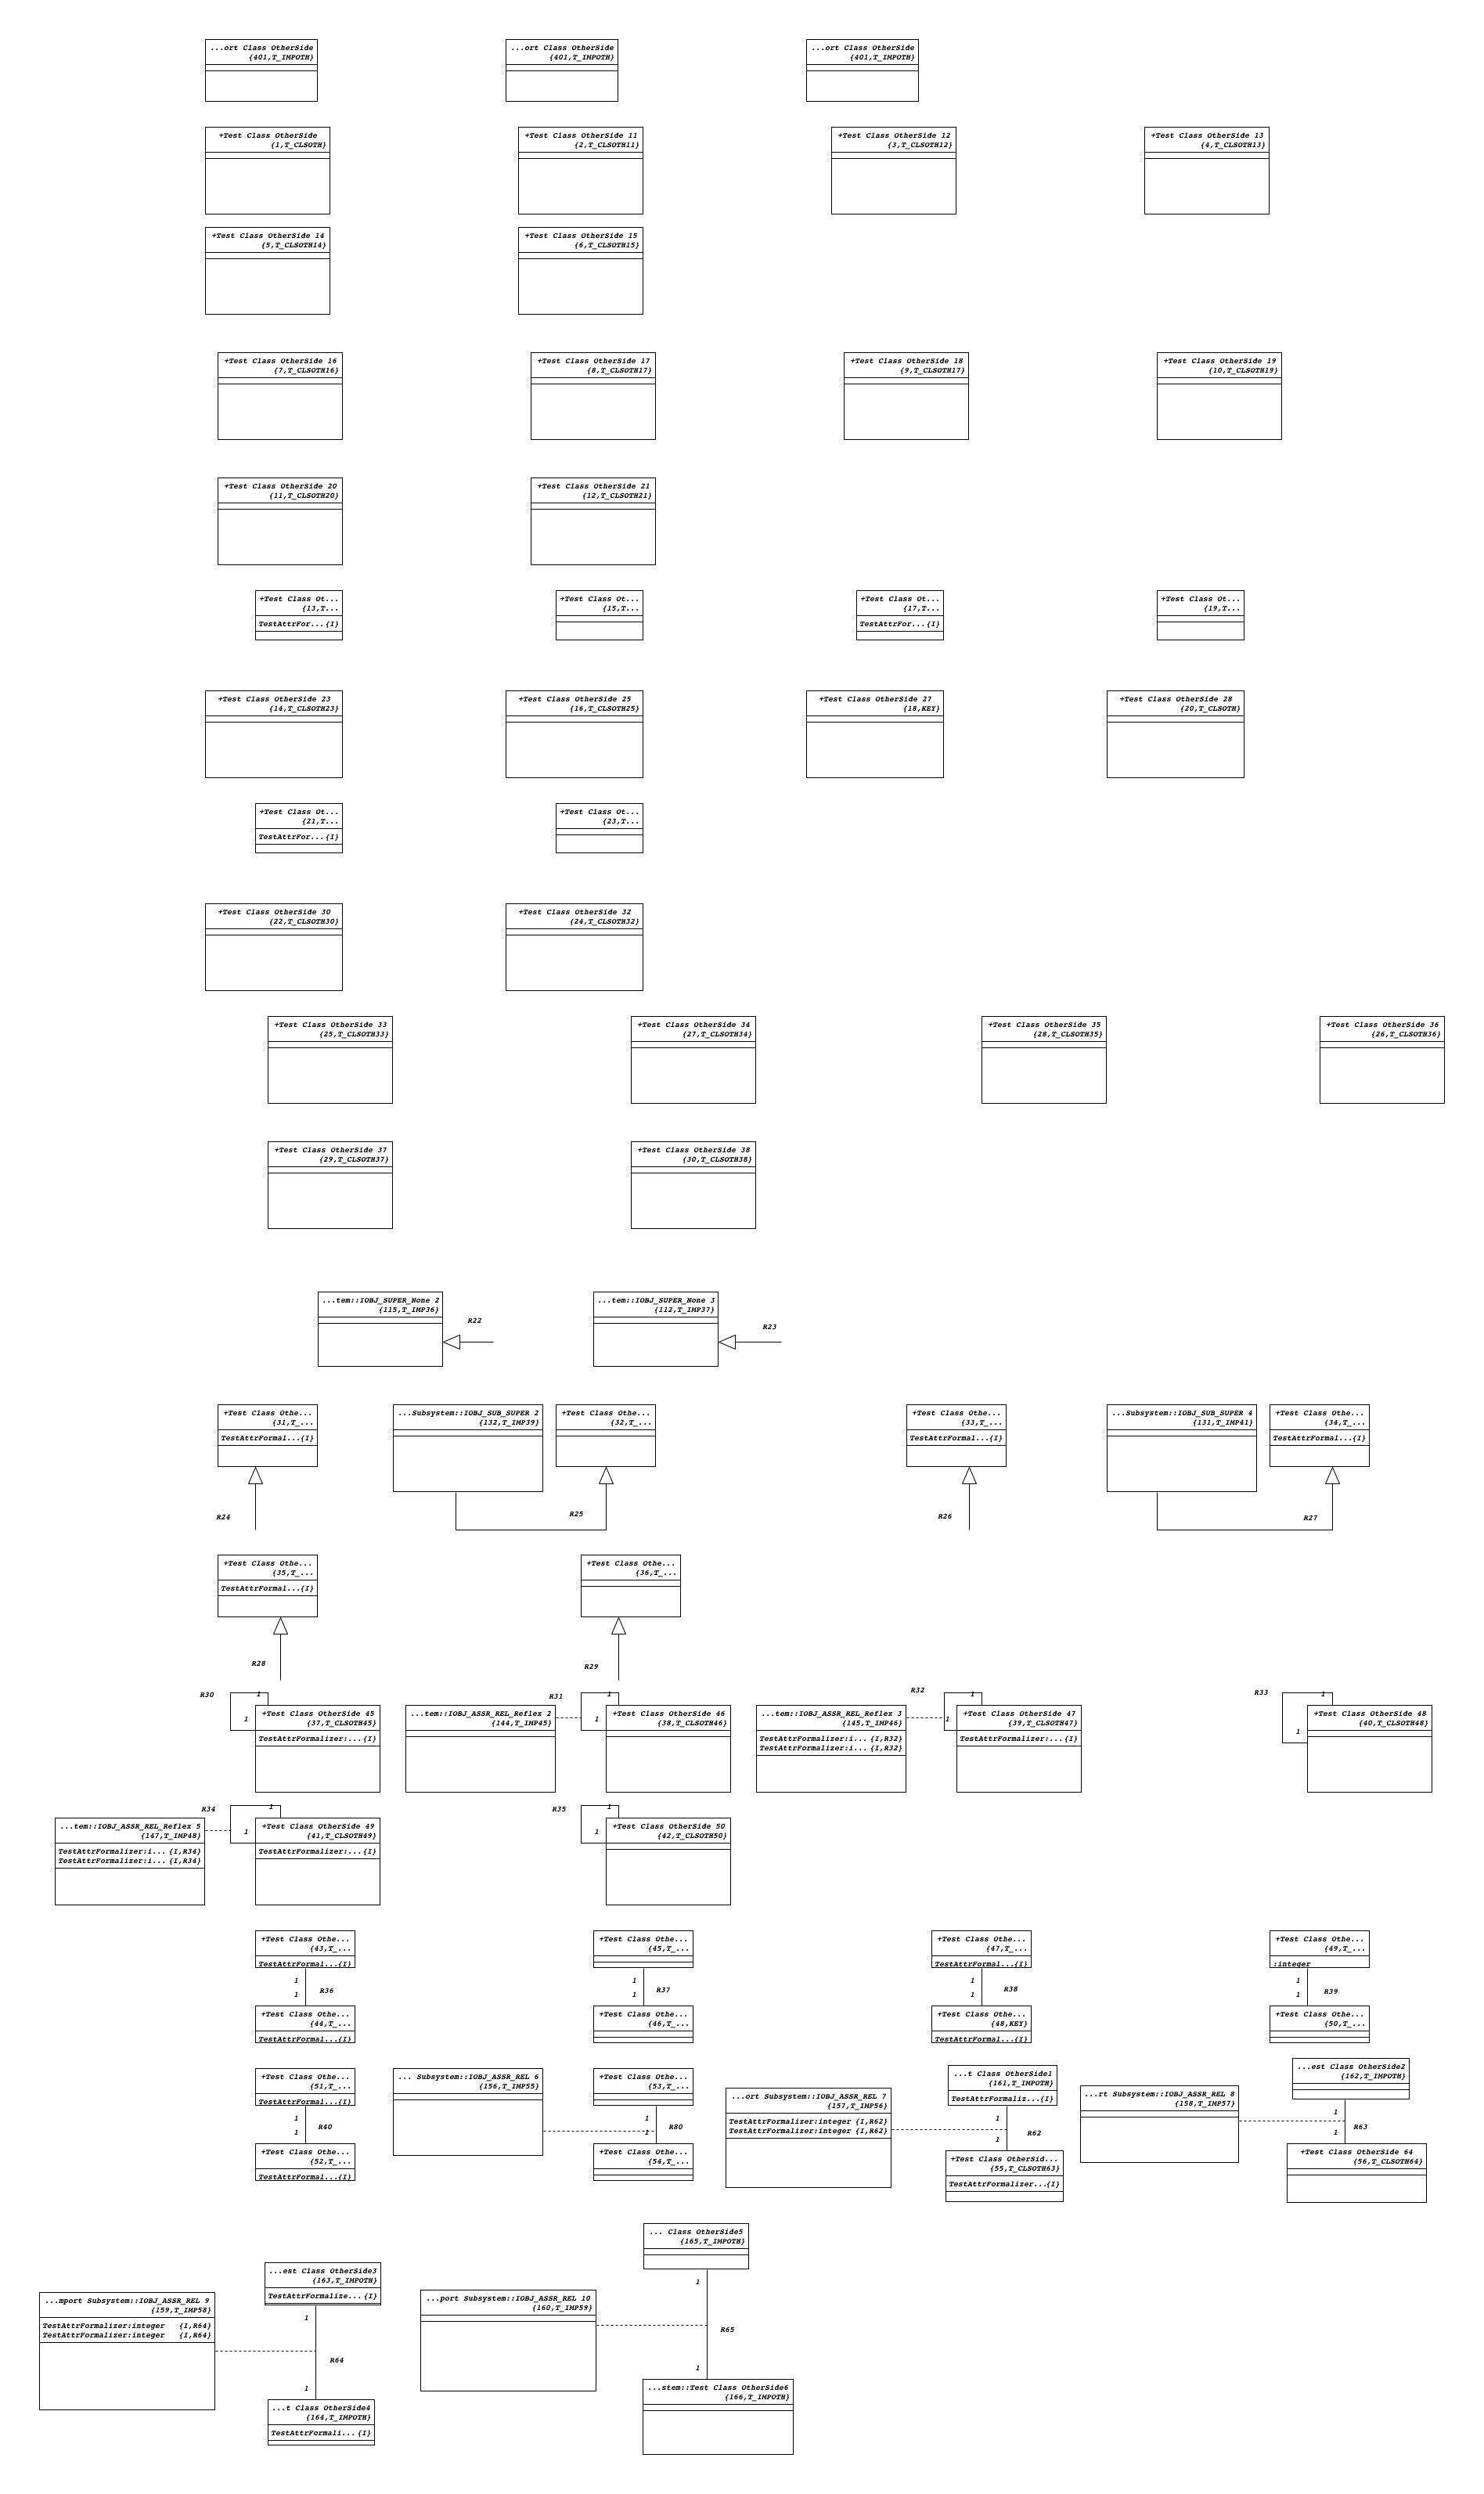 ...ort Class OtherSide
{401,T_IMPOTH}
...ort Class OtherSide
{401,T_IMPOTH}
...ort Class OtherSide
{401,T_IMPOTH}
+Test Class OtherSide
{1,T_CLSOTH}
+Test Class OtherSide 11
{2,T_CLSOTH11}
+Test Class OtherSide 12
{3,T_CLSOTH12}
+Test Class OtherSide 13
{4,T_CLSOTH13}
+Test Class OtherSide 14
{5,T_CLSOTH14}
+Test Class OtherSide 15
{6,T_CLSOTH15}
+Test Class OtherSide 16
{7,T_CLSOTH16}
+Test Class OtherSide 17
{8,T_CLSOTH17}
+Test Class OtherSide 18
{9,T_CLSOTH17}
+Test Class OtherSide 19
{10,T_CLSOTH19}
+Test Class OtherSide 20
{11,T_CLSOTH20}
+Test Class OtherSide 21
{12,T_CLSOTH21}
+Test Class Ot...
{13,T...
TestAttrFor...{I}
+Test Class Ot...
{15,T...
+Test Class Ot...
{17,T...
TestAttrFor...{I}
+Test Class Ot...
{19,T...
+Test Class OtherSide 23
{14,T_CLSOTH23}
+Test Class OtherSide 25
{16,T_CLSOTH25}
+Test Class OtherSide 27
{18,KEY}
+Test Class OtherSide 28
{20,T_CLSOTH}
+Test Class Ot...
{21,T...
TestAttrFor...{I}
+Test Class Ot...
{23,T...
+Test Class OtherSide 30
{22,T_CLSOTH30}
+Test Class OtherSide 32
{24,T_CLSOTH32}
+Test Class OtherSide 33
{25,T_CLSOTH33}
+Test Class OtherSide 34
{27,T_CLSOTH34}
+Test Class OtherSide 35
{28,T_CLSOTH35}
+Test Class OtherSide 36
{26,T_CLSOTH36}
+Test Class OtherSide 37
{29,T_CLSOTH37}
+Test Class OtherSide 38
{30,T_CLSOTH38}
...tem::IOBJ_SUPER_None 2
{115,T_IMP36}
R22
...tem::IOBJ_SUPER_None 3
{112,T_IMP37}
R23
+Test Class Othe...
{31,T_...
TestAttrFormal...{I}
R24
...Subsystem::IOBJ_SUB_SUPER 2
{132,T_IMP39}
+Test Class Othe...
{32,T_...
R25
+Test Class Othe...
{33,T_...
TestAttrFormal...{I}
R26
...Subsystem::IOBJ_SUB_SUPER 4
{131,T_IMP41}
+Test Class Othe...
{34,T_...
TestAttrFormal...{I}
R27
+Test Class Othe...
{35,T_...
TestAttrFormal...{I}
R28
+Test Class Othe...
{36,T_...
R29
R30
1
1
+Test Class OtherSide 45
{37,T_CLSOTH45}
TestAttrFormalizer:...{I}
...tem::IOBJ_ASSR_REL_Reflex 2
{144,T_IMP45}
R31
1
1
+Test Class OtherSide 46
{38,T_CLSOTH46}
...tem::IOBJ_ASSR_REL_Reflex 3
{145,T_IMP46}
TestAttrFormalizer:i... {I,R32}
TestAttrFormalizer:i... {I,R32}
R32
1
1
+Test Class OtherSide 47
{39,T_CLSOTH47}
TestAttrFormalizer:...{I}
R33
1
1
+Test Class OtherSide 48
{40,T_CLSOTH48}
...tem::IOBJ_ASSR_REL_Reflex 5
{147,T_IMP48}
TestAttrFormalizer:i... {I,R34}
TestAttrFormalizer:i... {I,R34}
R34
1
1
+Test Class OtherSide 49
{41,T_CLSOTH49}
TestAttrFormalizer:...{I}
R35
1
1
+Test Class OtherSide 50
{42,T_CLSOTH50}
+Test Class Othe...
{43,T_...
TestAttrFormal...{I}
1
1
R36
+Test Class Othe...
{44,T_...
TestAttrFormal...{I}
+Test Class Othe...
{45,T_...
1
1
R37
+Test Class Othe...
{46,T_...
+Test Class Othe...
{47,T_...
TestAttrFormal...{I}
1
1
R38
+Test Class Othe...
{48,KEY}
TestAttrFormal...{I}
+Test Class Othe...
{49,T_...
:integer
1
1
R39
+Test Class Othe...
{50,T_...
+Test Class Othe...
{51,T_...
TestAttrFormal...{I}
1
1
R40
+Test Class Othe...
{52,T_...
TestAttrFormal...{I}
... Subsystem::IOBJ_ASSR_REL 6
{156,T_IMP55}
+Test Class Othe...
{53,T_...
1
1
R80
+Test Class Othe...
{54,T_...
...ort Subsystem::IOBJ_ASSR_REL 7
{157,T_IMP56}
TestAttrFormalizer:integer {I,R62}
TestAttrFormalizer:integer {I,R62}
...t Class OtherSide1
{161,T_IMPOTH}
TestAttrFormaliz...{I}
1
1
R62
+Test Class OtherSid...
{55,T_CLSOTH63}
TestAttrFormalizer...{I}
...rt Subsystem::IOBJ_ASSR_REL 8
{158,T_IMP57}
...est Class OtherSide2
{162,T_IMPOTH}
1
1
R63
+Test Class OtherSide 64
{56,T_CLSOTH64}
...mport Subsystem::IOBJ_ASSR_REL 9
{159,T_IMP58}
TestAttrFormalizer:integer {I,R64}
TestAttrFormalizer:integer {I,R64}
...est Class OtherSide3
{163,T_IMPOTH}
TestAttrFormalize...{I}
1
R64
1
...t Class OtherSide4
{164,T_IMPOTH}
TestAttrFormali...{I}
...port Subsystem::IOBJ_ASSR_REL 10
{160,T_IMP59}
... Class OtherSide5
{165,T_IMPOTH}
1
R65
1
...stem::Test Class OtherSide6
{166,T_IMPOTH}